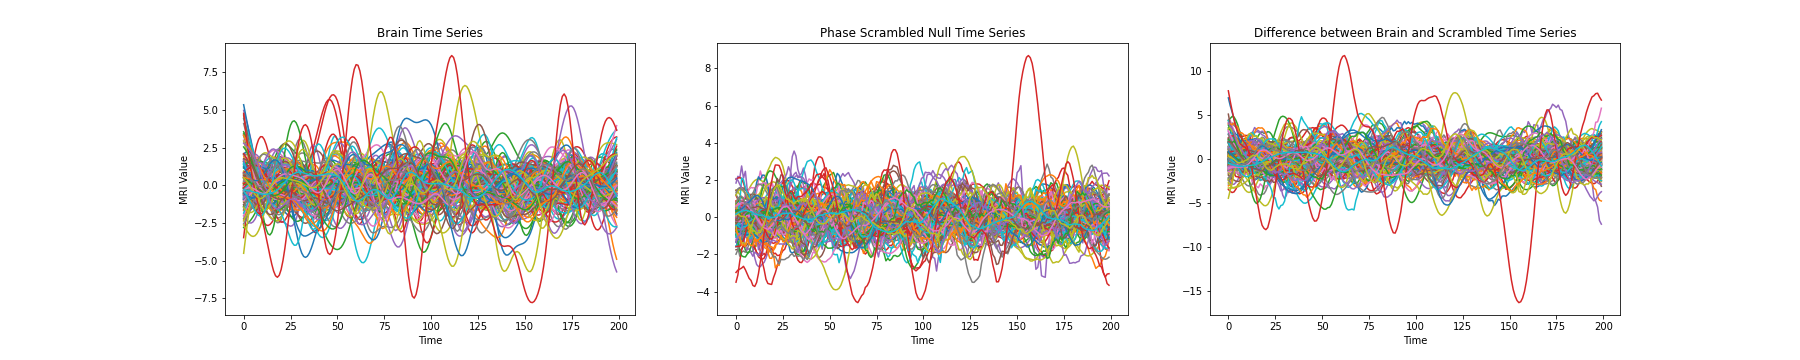 Brain Time Series
MRI Value
7.5
5.0
2.5
0.0
−2.5
−5.0
−7.5
0 25 50 75 100 125 150 175 200
Time
Phase Scrambled Null Time Series
MRI Value
8
6
4
2
0
−2
−4
0 25 50 75 100 125 150 175 200
Time
Difference between Brain and Scrambled Time Series
MRI Value
10
5
0
−5
−10
−15
0 25 50 75 100 125 150 175 200
Time